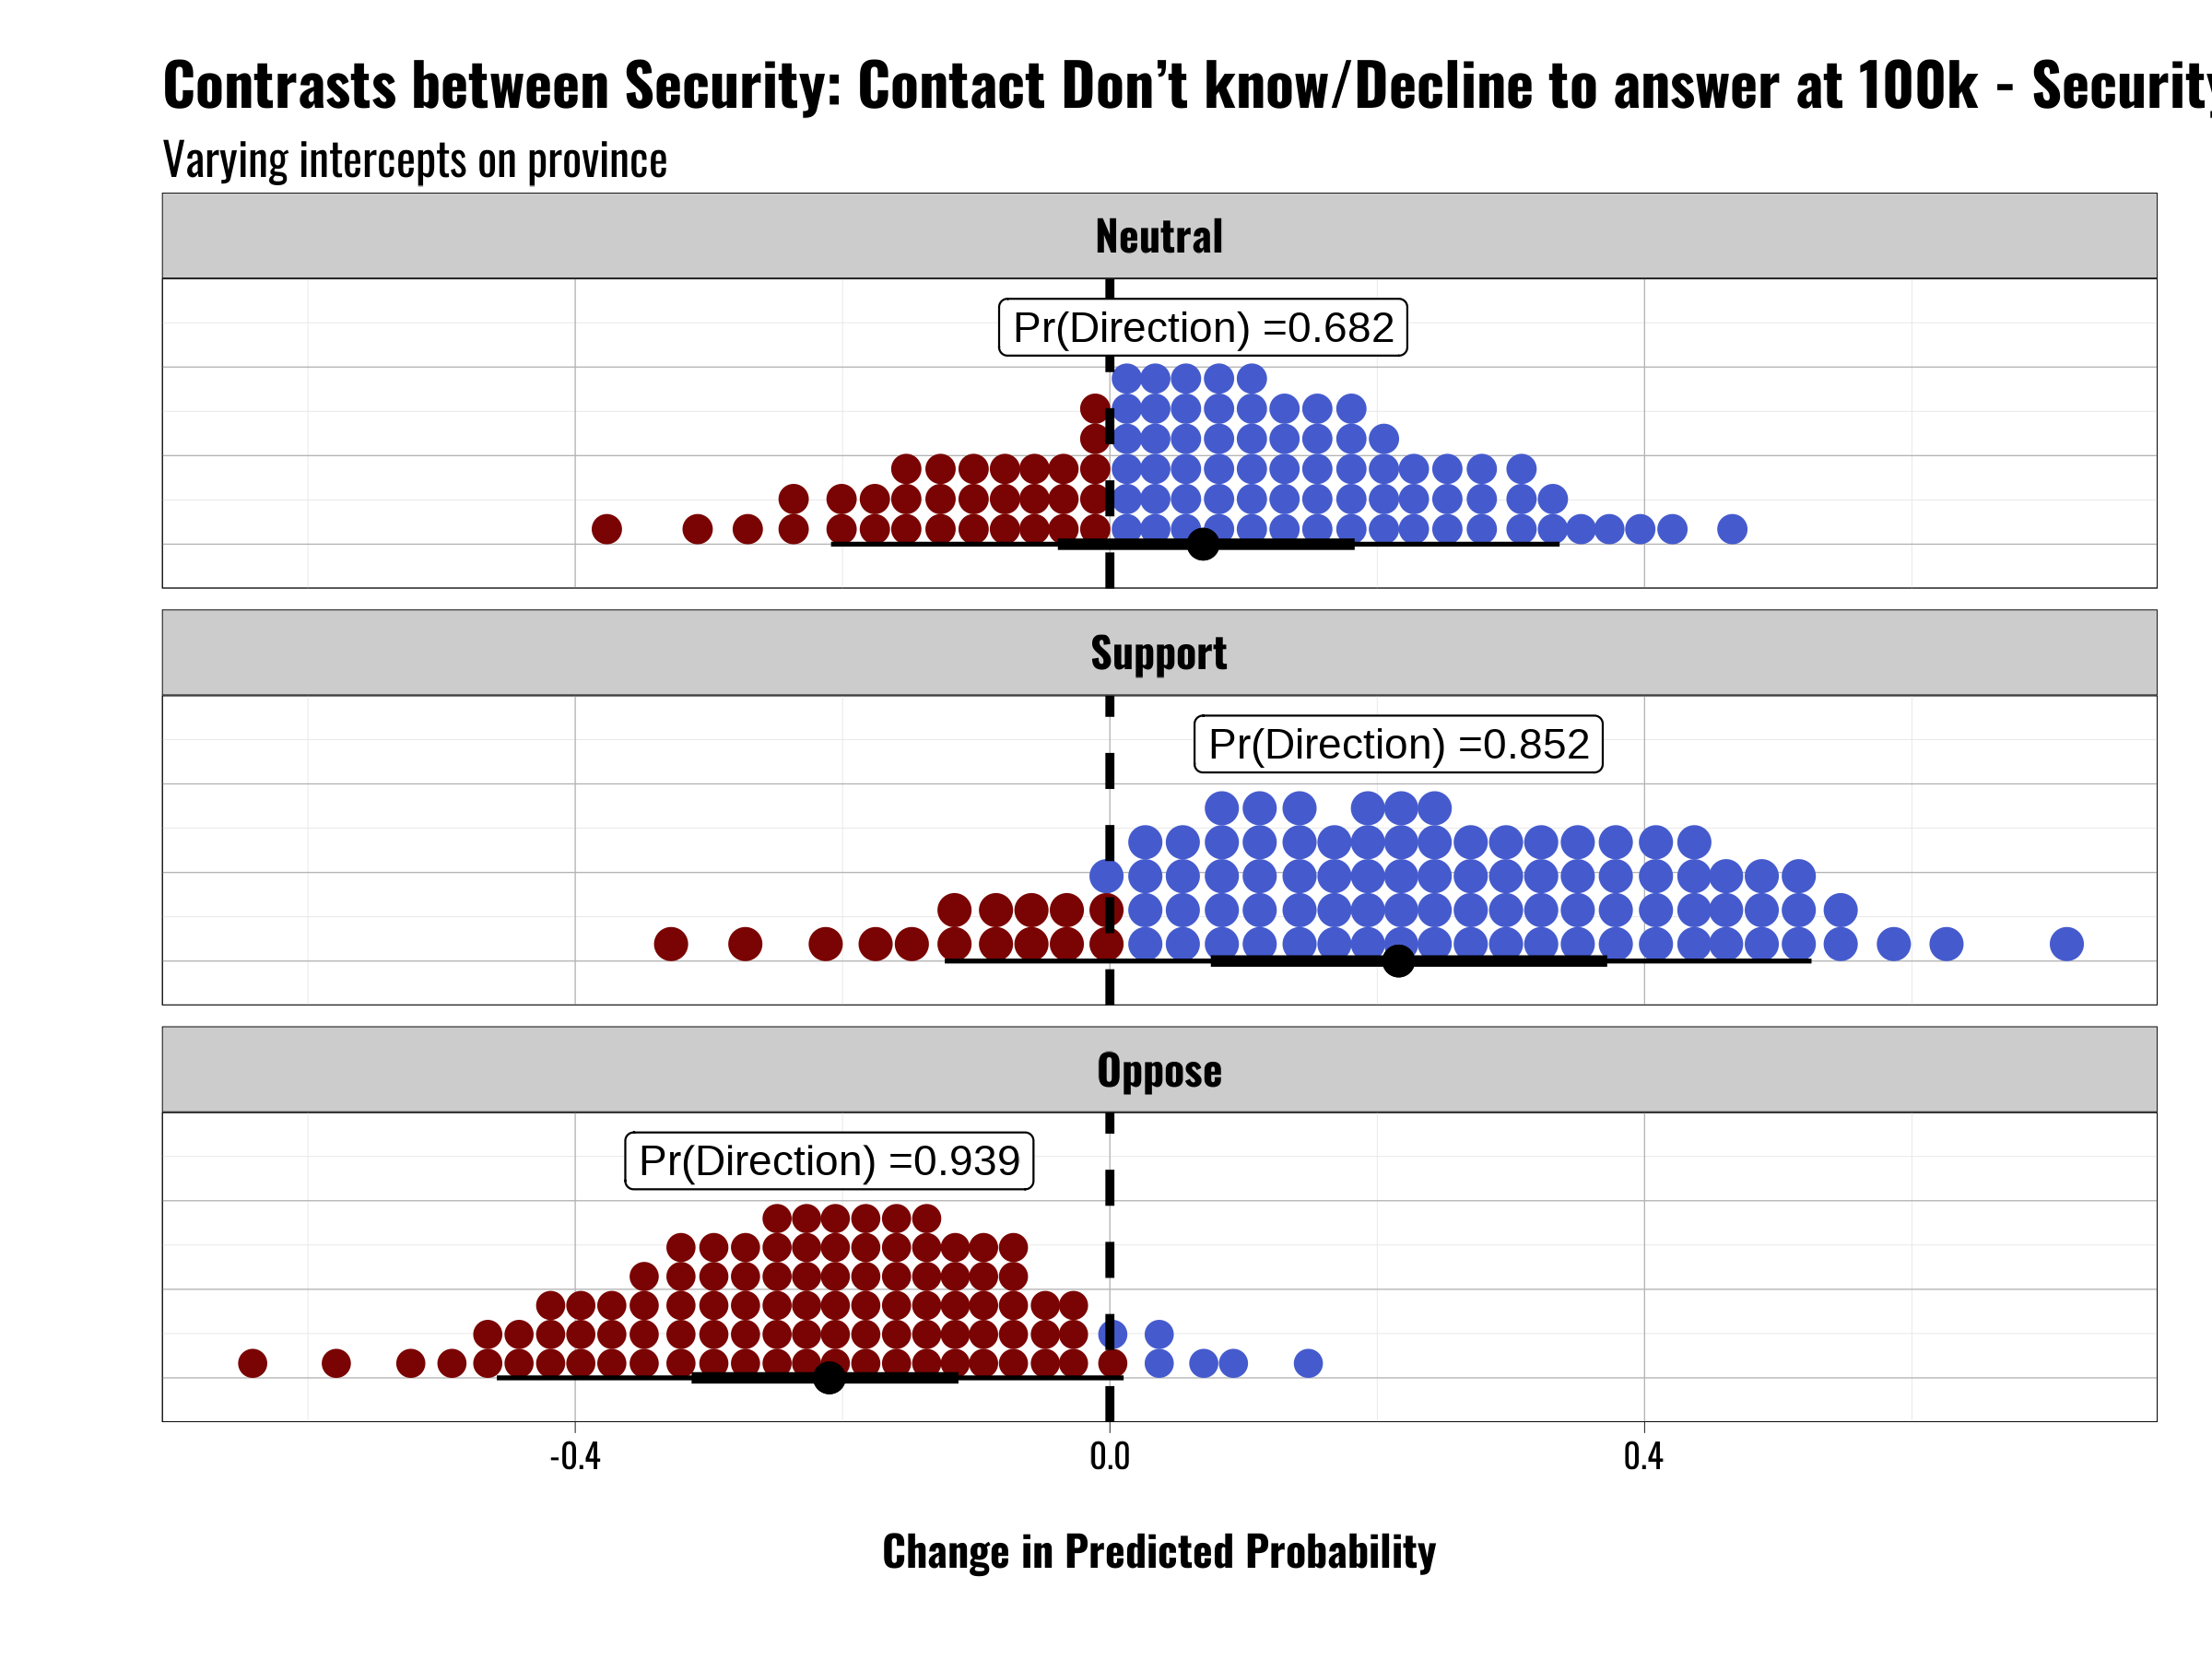 Contrasts between Security: Contact Don’t know/Decline to answer at 100k - Security
Varying intercepts on province
Neutral
Pr(Direction) =0.682
Support
Pr(Direction) =0.852
Oppose
Pr(Direction) =0.939
-0.4 0.0 0.4
Change in Predicted Probability